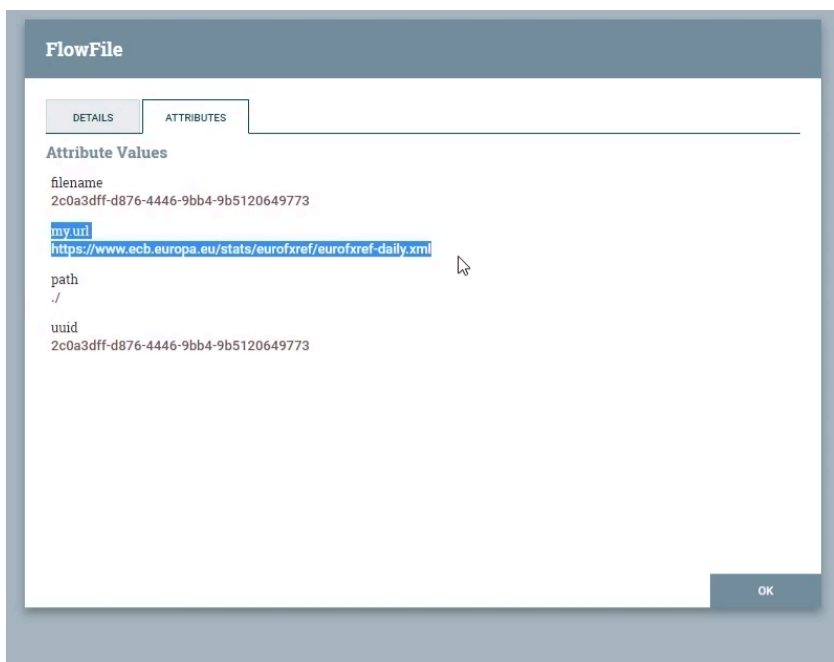 FlowFile
DETAILS ATTRIBUTES
Attribute Values
filename
2c0a3dff-d876-4446-9bb4-9b5120649773
my.url
https://www.ecb.europa.eu/stats/eurofxref/eurofxref-daily.xml
path
./
uuid
2c0a3dff-d876-4446-9bb4-9b5120649773
OK